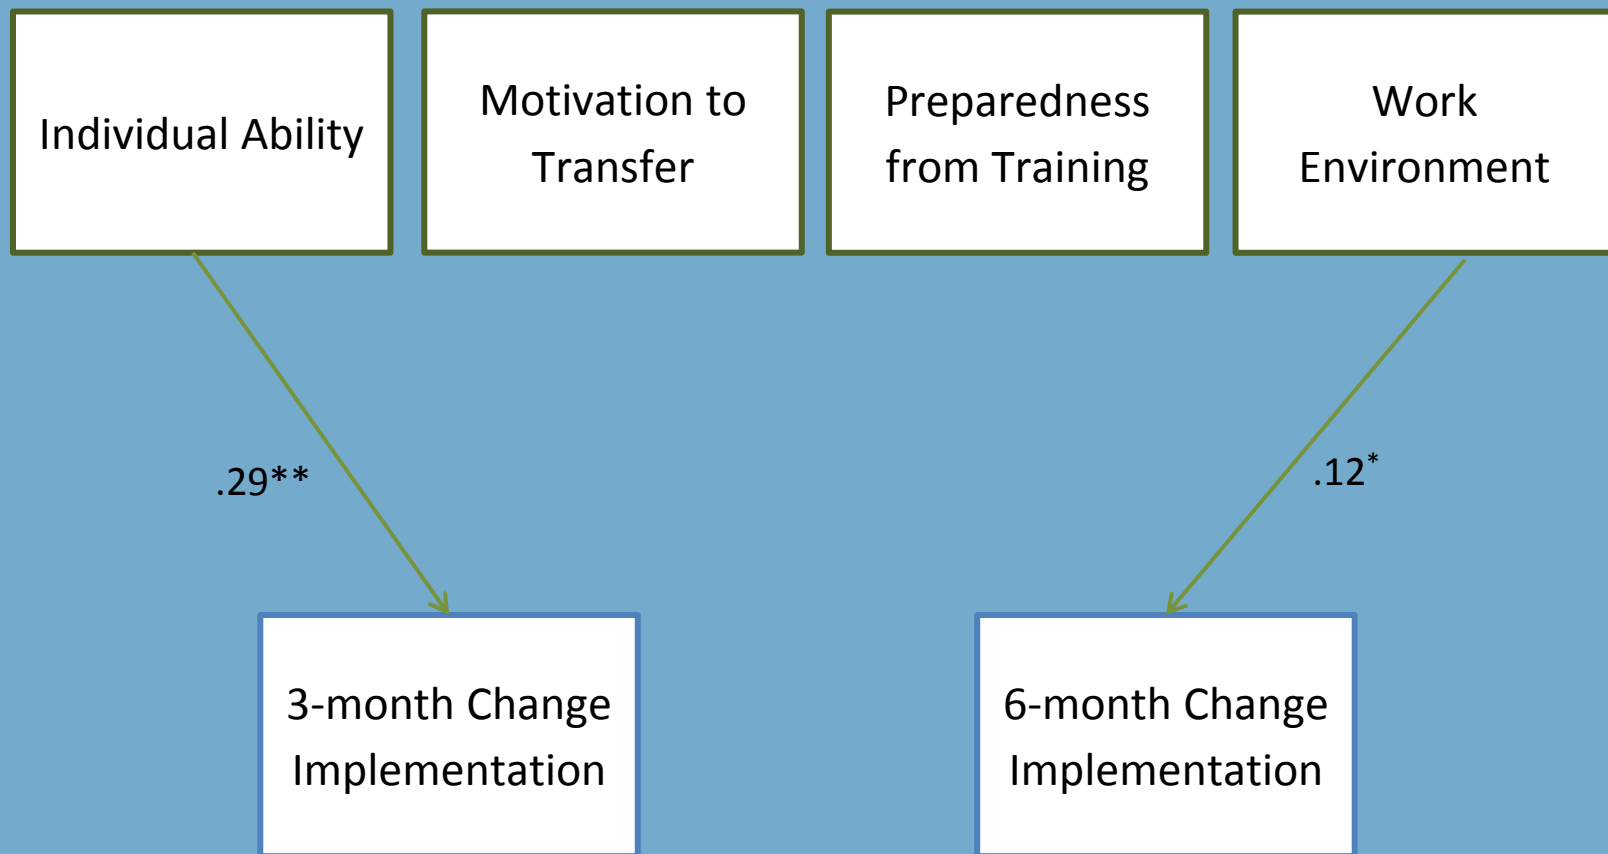 Individual Ability
Motivation to
Transfer
Preparedness
from Training
Work
Environment
.29**
.12*
3-month Change
Implementation
6-month Change
Implementation